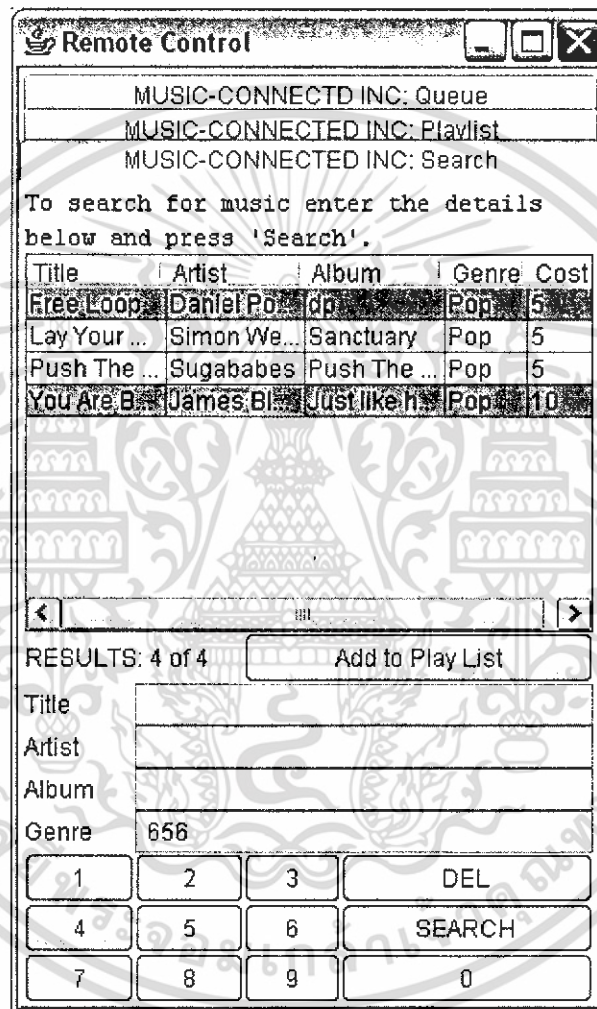 Remote Control
MUSIC-CONNECTD INC: Queue
MUSIC-CONNECTED INC: Playlist
MUSIC-CONNECTED INC: Search
To search for music enter the details
below and press 'Search'.
Title Artist Album Genre Cost
Free Loop... Daniel Po... dp Pop 5
Lay Your ... Simon We... Sanctuary Pop 5
Push The ... Sugababes Push The ... Pop 5
You Are B... James Bl... Just like h... Pop 10
RESULTS: 4 of 4 Add to Play List
Title
Artist
Album
Genre 656
1 2 3 DEL
4 5 6 SEARCH
7 8 9 0